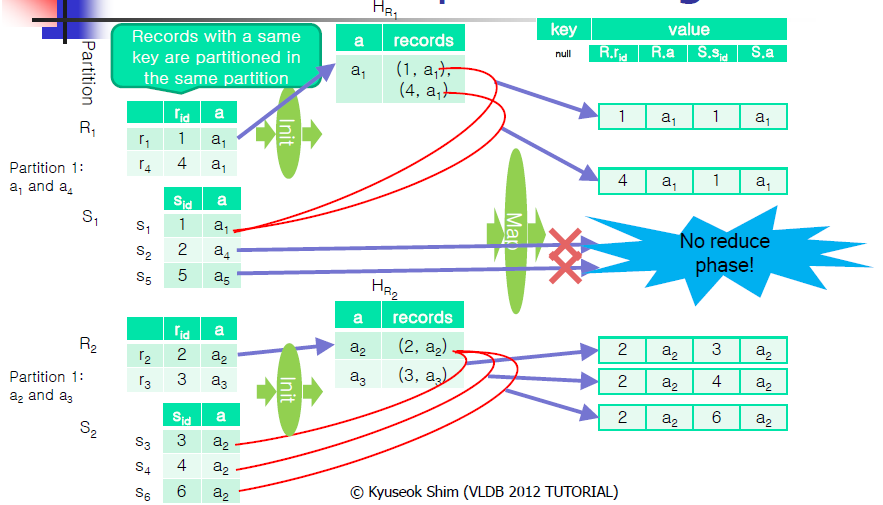 H_R₁
Records with a same
key are partitioned in
the same partition
a records
a₁ (1, a₁),
(4, a₁)
key value
null R.r_id R.a S.s_id S.a
1 a₁ 1 a₁
4 a₁ 1 a₁
Partition
R₁
r_id a
r₁ 1 a₁
r₄ 4 a₁
Init
Partition 1:
a₁ and a₄
S₁
s_id a
s₁ 1 a₁
s₂ 2 a₄
s₅ 5 a₅
Map
No reduce
phase!
H_R₂
a records
a₂ (2, a₂)
a₃ (3, a₃)
R₂
r_id a
r₂ 2 a₂
r₃ 3 a₃
Init
Partition 1:
a₂ and a₃
S₂
s_id a
s₃ 3 a₂
s₄ 4 a₂
s₆ 6 a₂
2 a₂ 3 a₂
2 a₂ 4 a₂
2 a₂ 6 a₂
© Kyuseok Shim (VLDB 2012 TUTORIAL)